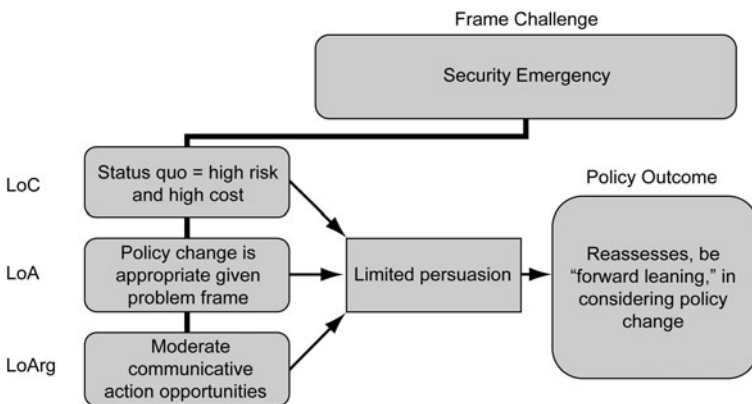 Frame Challenge
Security Emergency
LoC
Status quo = high risk
and high cost
Policy Outcome
LoA
Policy change is
appropriate given
problem frame
Limited persuasion
Reassesses, be
“forward leaning,” in
considering policy
change
LoArg
Moderate
communicative
action opportunities